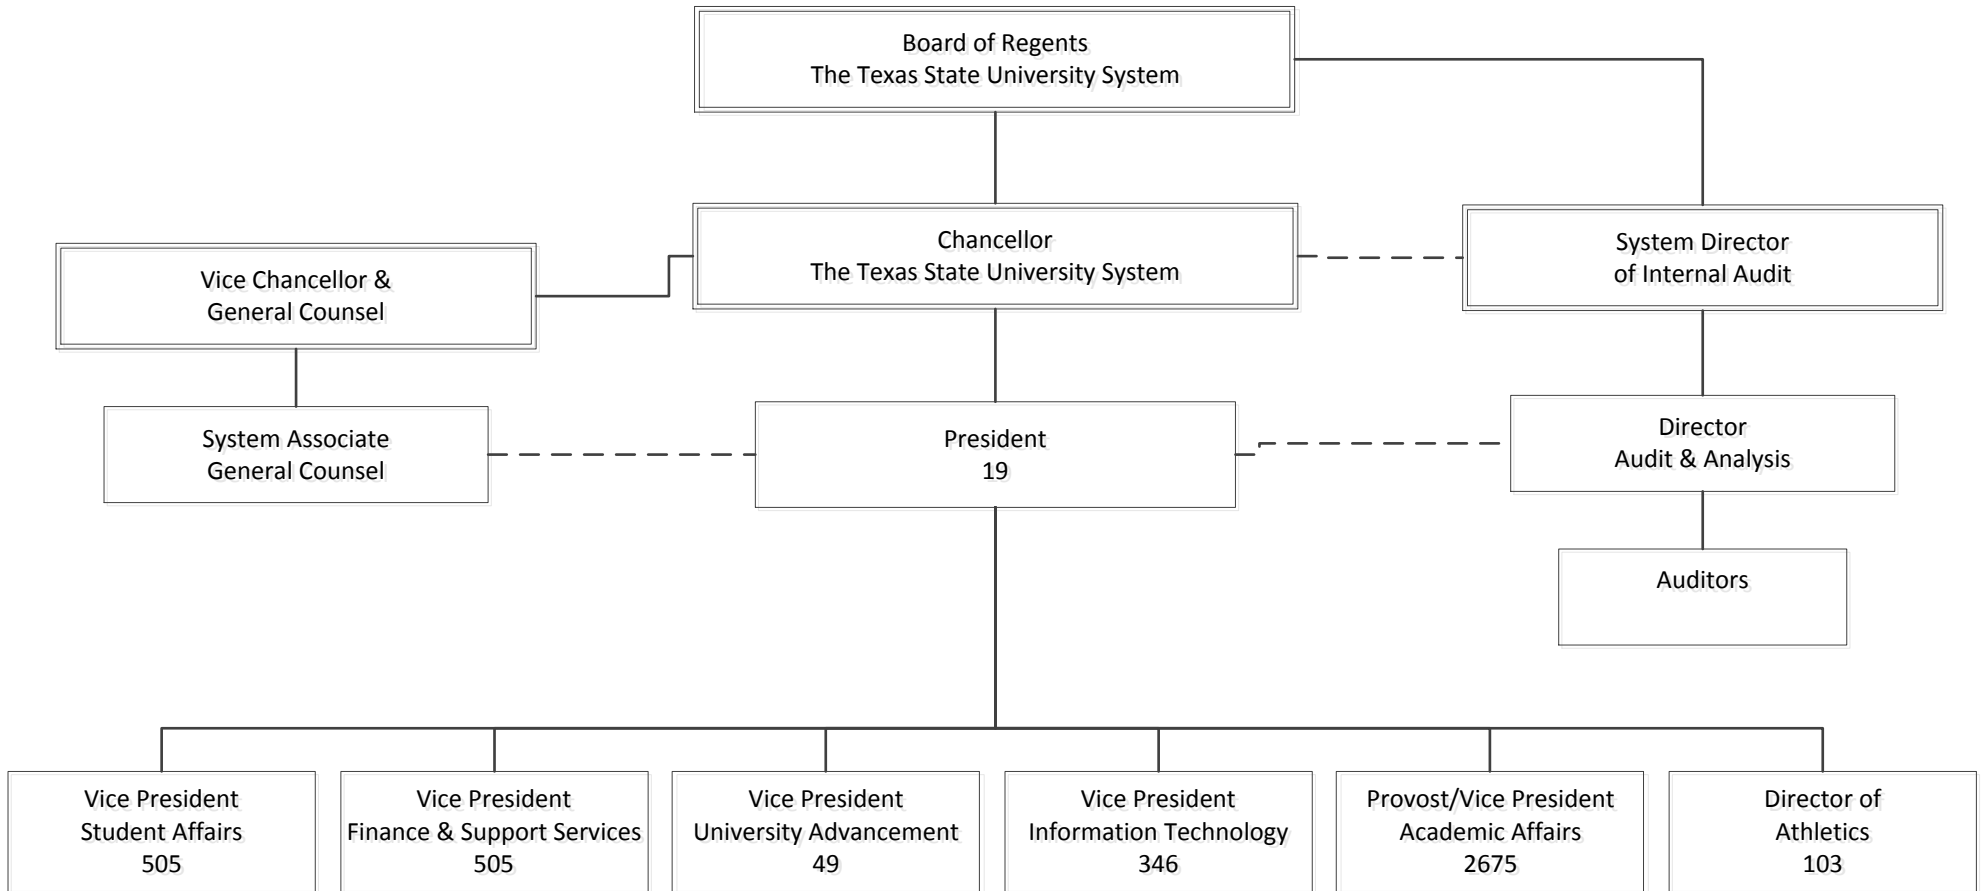 Board of Regents
The Texas State University System
Chancellor
The Texas State University System
System Director
of Internal Audit
Vice Chancellor &
General Counsel
System Associate
General Counsel
President
19
Director
Audit & Analysis
Auditors
Vice President
Student Affairs
505
Vice President
Finance & Support Services
505
Vice President
University Advancement
49
Vice President
Information Technology
346
Provost/Vice President
Academic Affairs
2675
Director of
Athletics
103